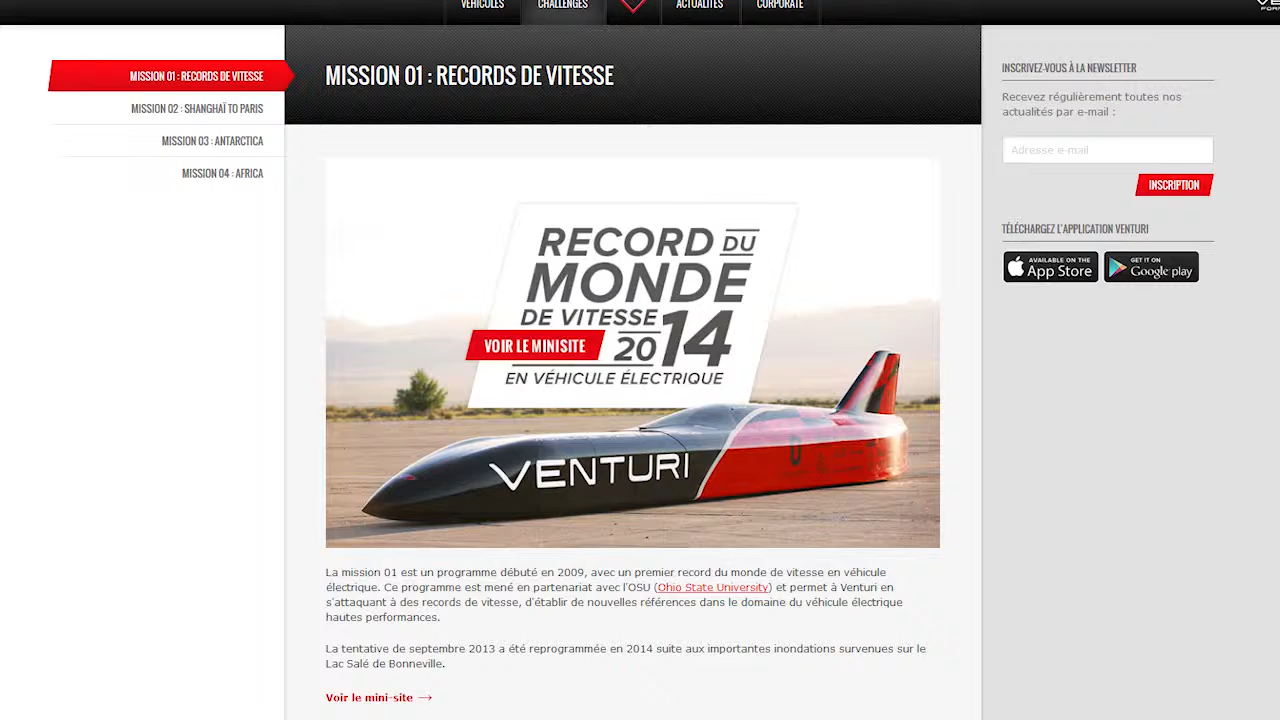 VÉHICULES
CHALLENGES
ACTUALITÉS
CORPORATE
MISSION 01 : RECORDS DE VITESSE
MISSION 02 : SHANGHAÏ TO PARIS
MISSION 03 : ANTARCTICA
MISSION 04 : AFRICA
MISSION 01 : RECORDS DE VITESSE
RECORD DU
MONDE
DE VITESSE
2014
VOIR LE MINISITE
EN VÉHICULE ÉLECTRIQUE
VENTURI
La mission 01 est un programme débuté en 2009, avec un premier record du monde de vitesse en véhicule
électrique. Ce programme est mené en partenariat avec l'OSU (Ohio State University) et permet à Venturi en
s'attaquant à des records de vitesse, d'établir de nouvelles références dans le domaine du véhicule électrique
hautes performances.
La tentative de septembre 2013 a été reprogrammée en 2014 suite aux importantes inondations survenues sur le
Lac Salé de Bonneville.
Voir le mini-site →
INSCRIVEZ-VOUS À LA NEWSLETTER
Recevez régulièrement toutes nos
actualités par e-mail :
Adresse e-mail
INSCRIPTION
TÉLÉCHARGEZ L'APPLICATION VENTURI
AVAILABLE ON THE
App Store
GET IT ON
Google play